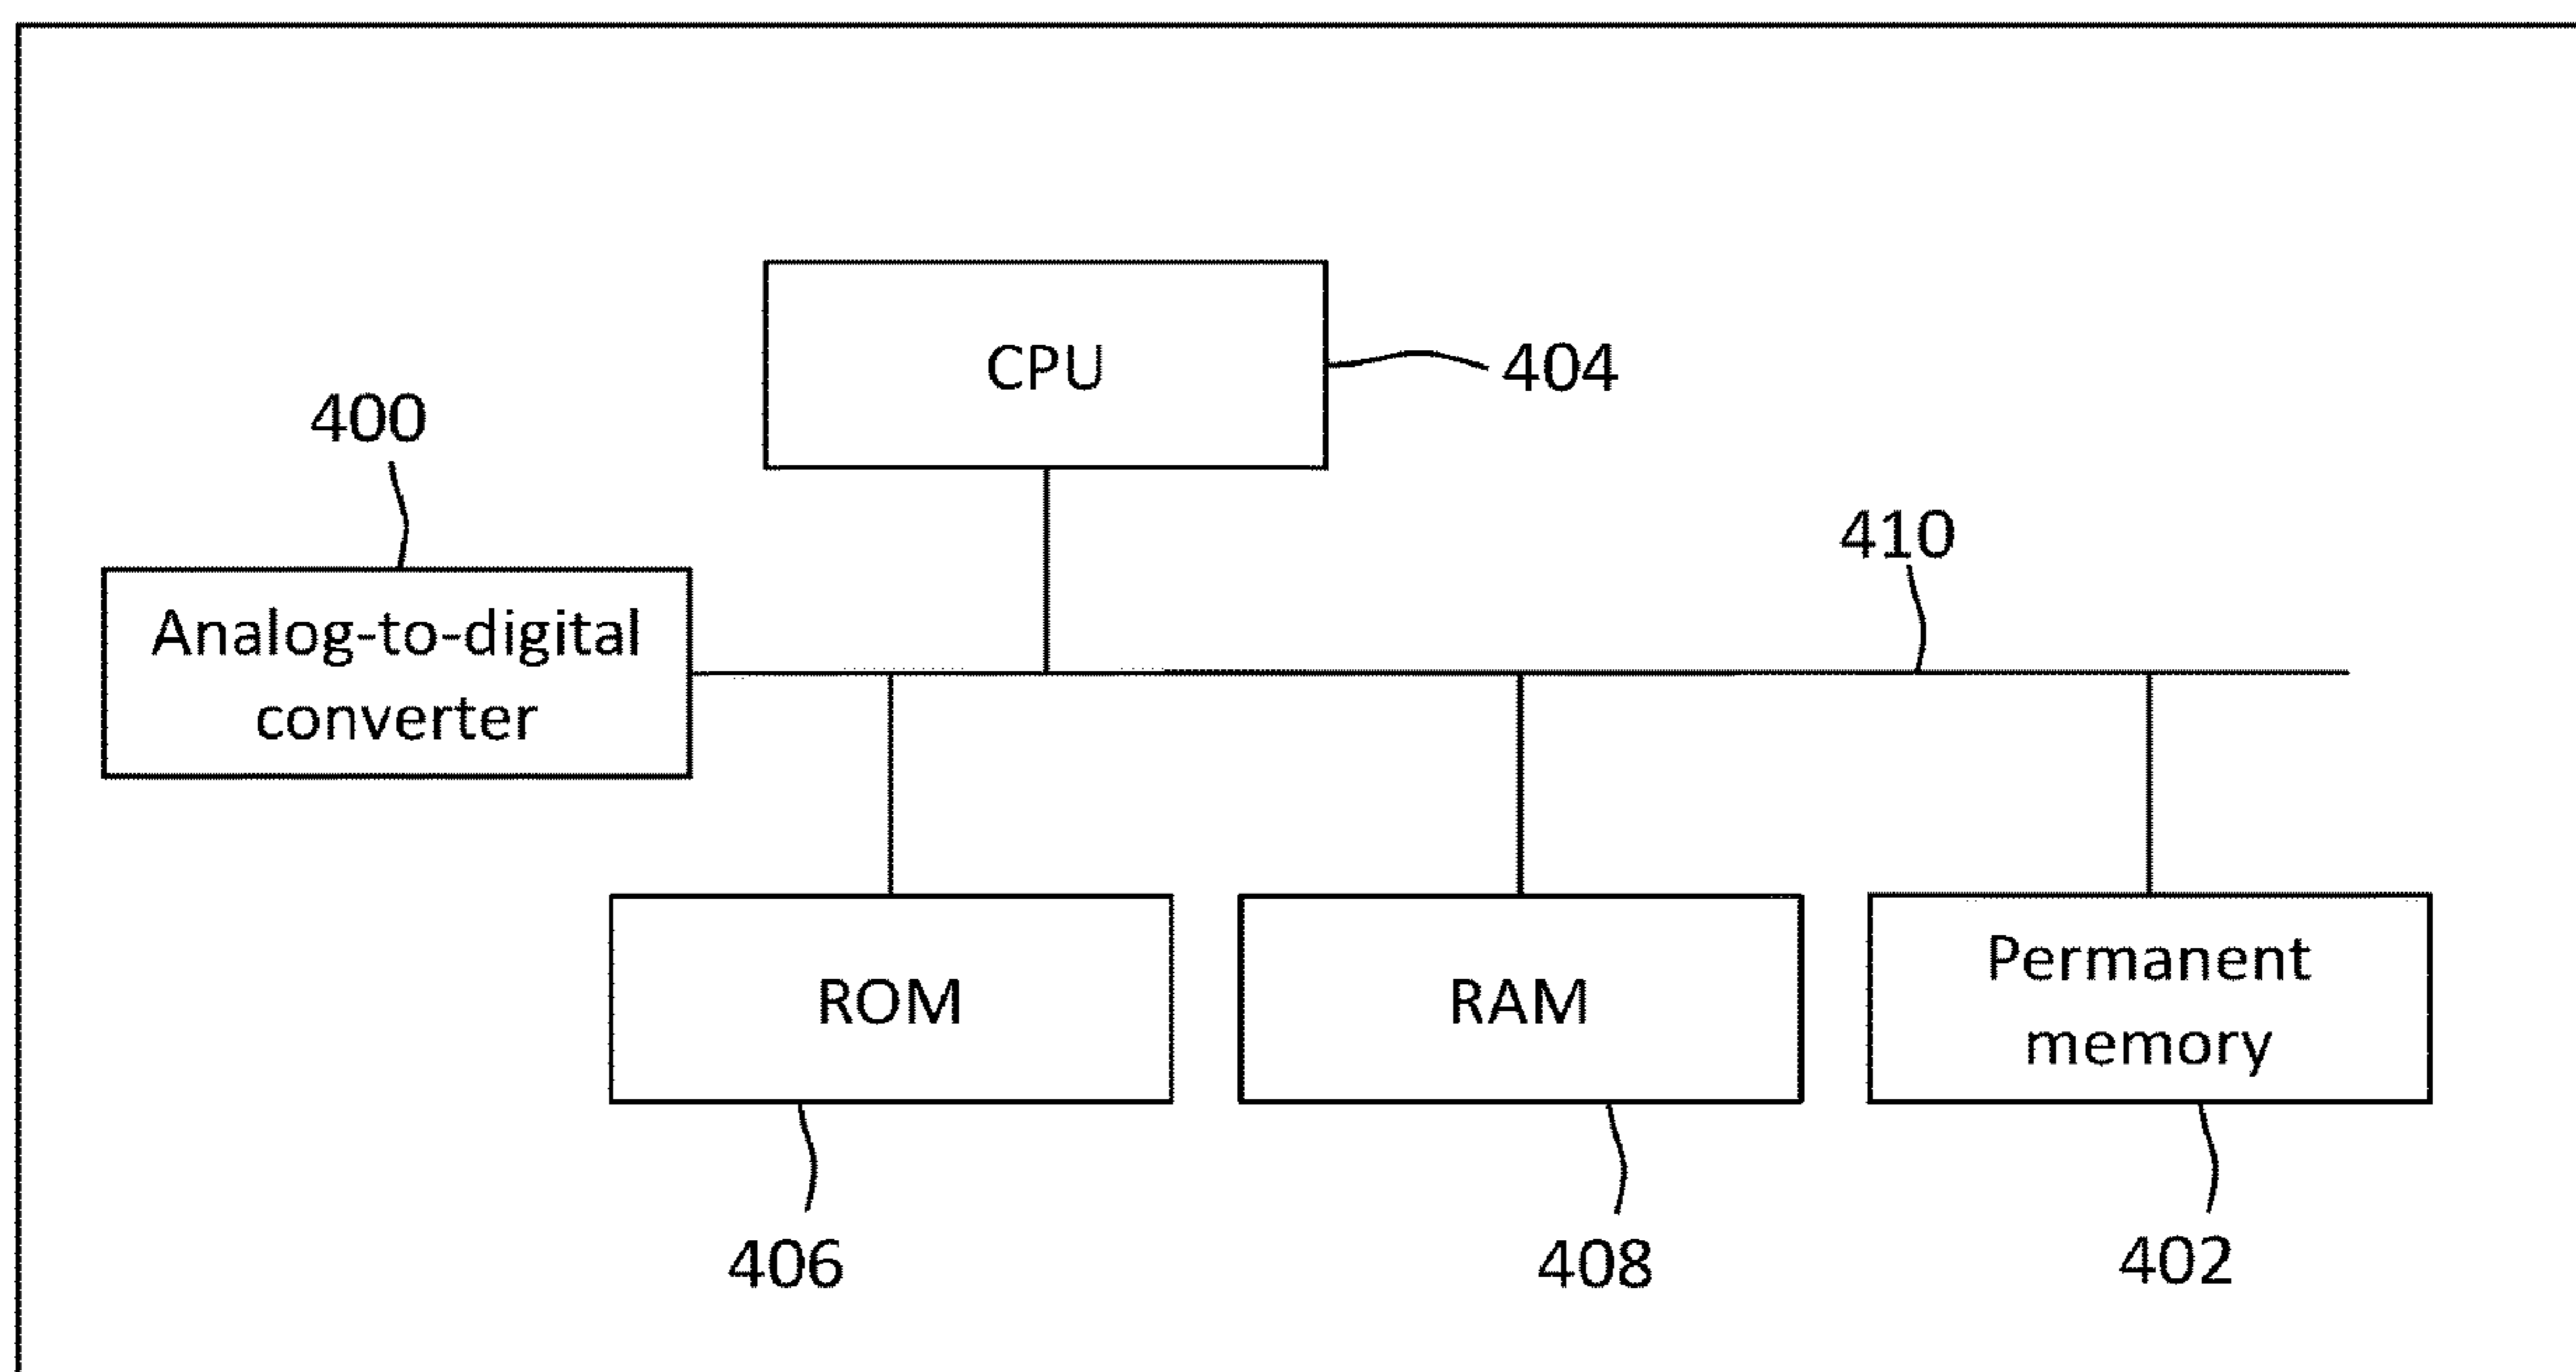 CPU
404
400
410
Analog-to-digital
converter
ROM
RAM
Permanent
memory
406
408
402